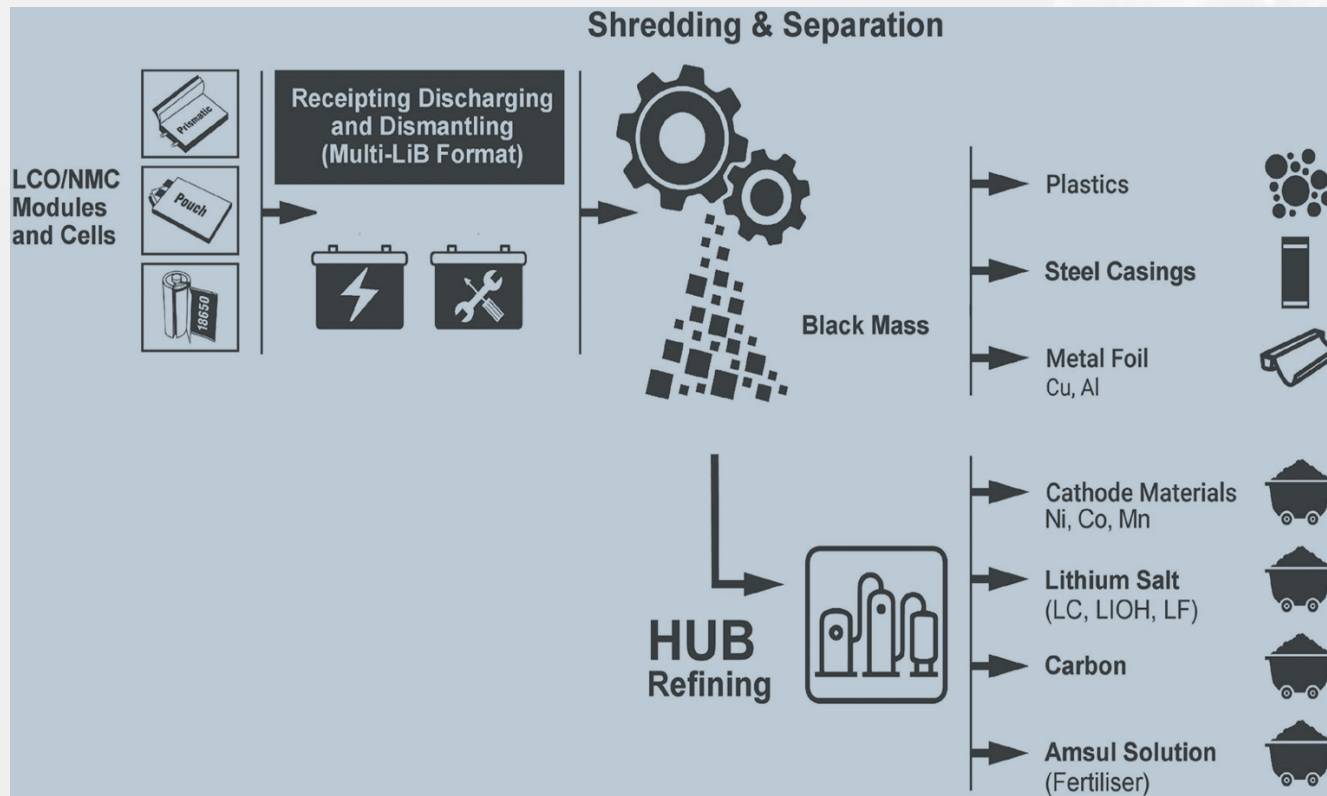 Shredding & Separation
Prismatic
Pouch
18650
LCO/NMC
Modules
and Cells
Receipting Discharging
and Dismantling
(Multi-LiB Format)
Black Mass
Plastics
Steel Casings
Metal Foil
Cu, Al
HUB
Refining
Cathode Materials
Ni, Co, Mn
Lithium Salt
(LC, LIOH, LF)
Carbon
Amsul Solution
(Fertiliser)